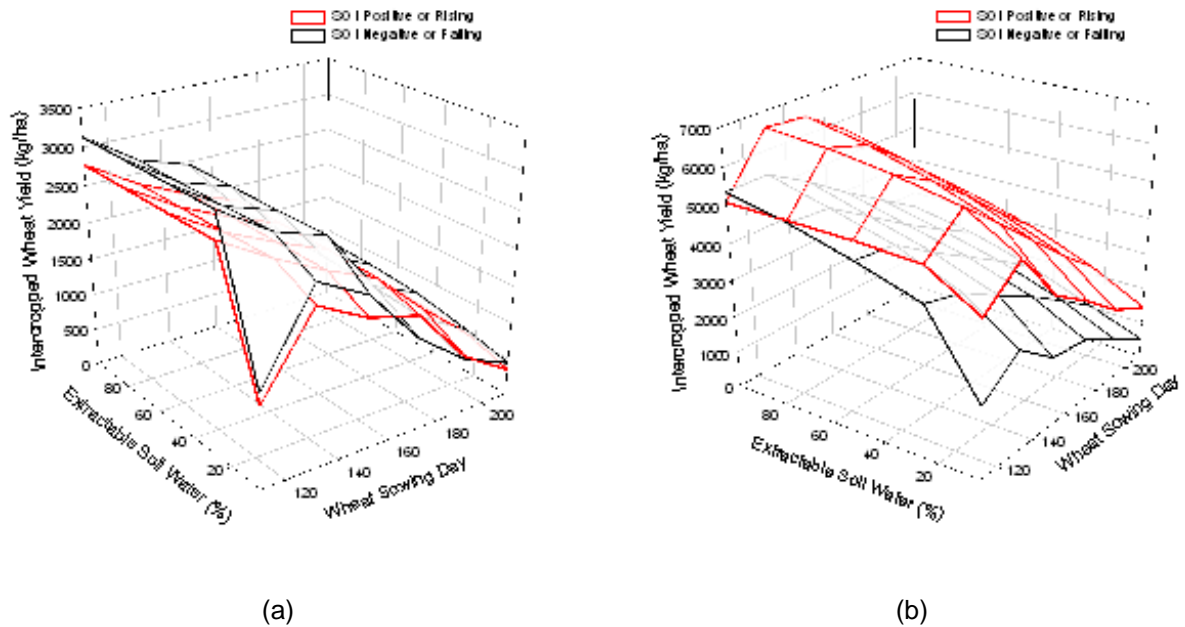 SOI Positive or Rising
SOI Negative or Falling
3500
3000
2500
2000
1500
1000
500
0
Intercropped Wheat Yield (kg/ha)
80
60
40
20
Extractable Soil Water (%)
120
140
160
180
200
Wheat Sowing Day
(a)
SOI Positive or Rising
SOI Negative or Falling
7000
6000
5000
4000
3000
2000
1000
0
Intercropped Wheat Yield (kg/ha)
80
60
40
20
Extractable Soil Water (%)
120
140
160
180
200
Wheat Sowing Day
(b)